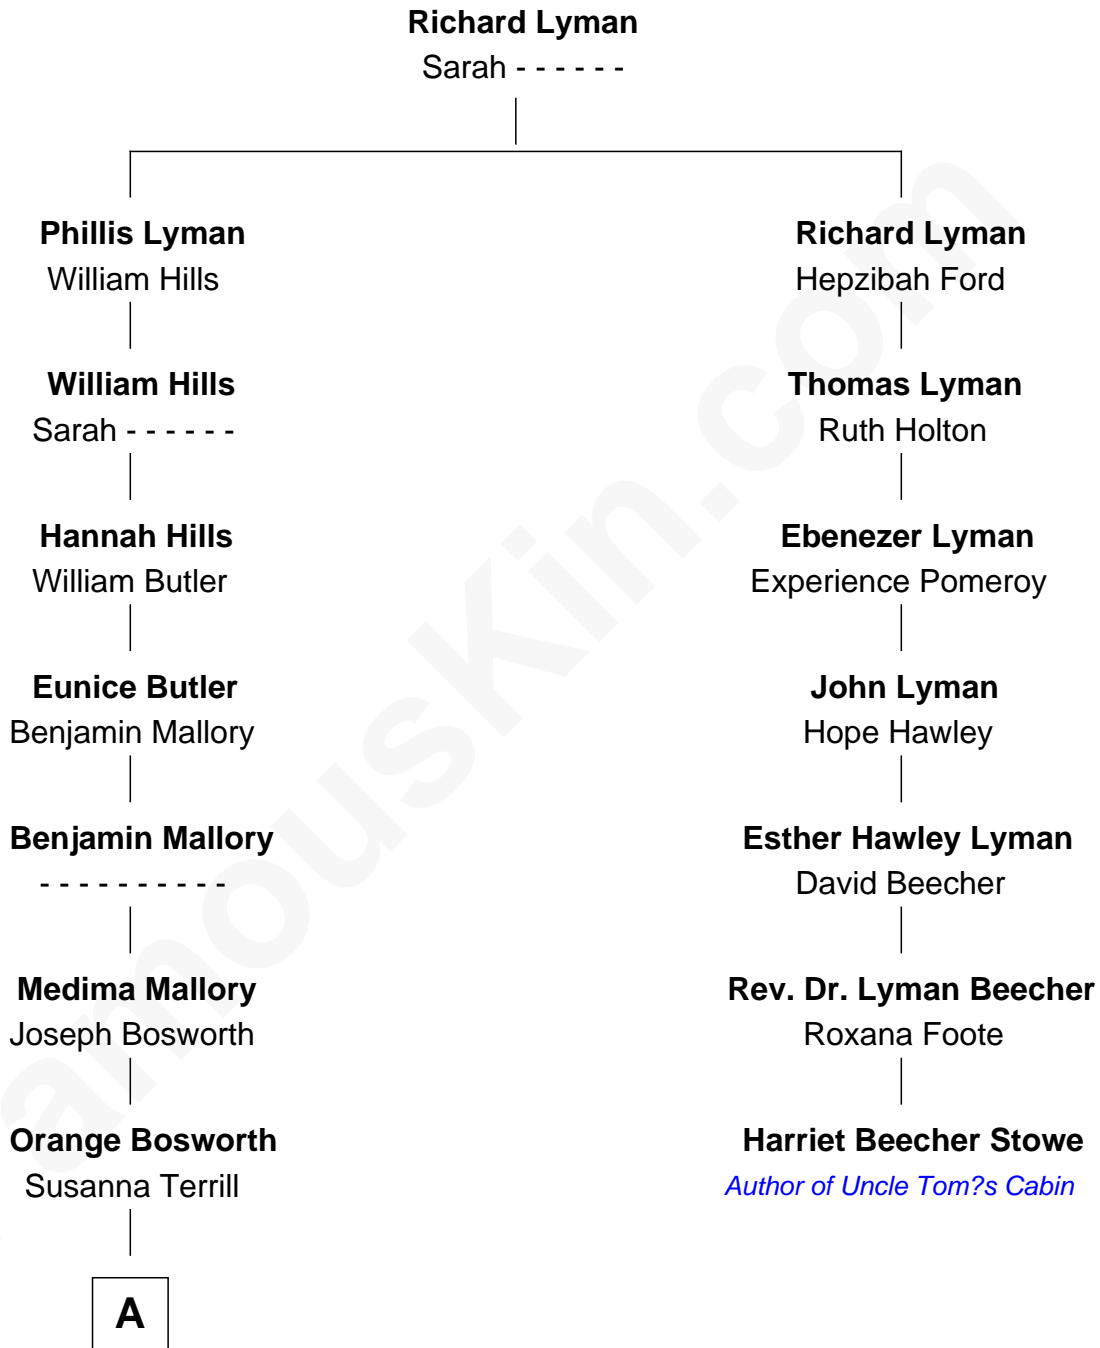 Richard Lyman
Sarah - - - - - -
Phillis Lyman
William Hills
Richard Lyman
Hepzibah Ford
William Hills
Sarah - - - - - -
Thomas Lyman
Ruth Holton
Hannah Hills
William Butler
Ebenezer Lyman
Experience Pomeroy
Eunice Butler
Benjamin Mallory
John Lyman
Hope Hawley
Benjamin Mallory
- - - - - - - - - -
Esther Hawley Lyman
David Beecher
Medima Mallory
Joseph Bosworth
Rev. Dr. Lyman Beecher
Roxana Foote
Orange Bosworth
Susanna Terrill
Harriet Beecher Stowe
Author of Uncle Tom?s Cabin
A
amouskin.com